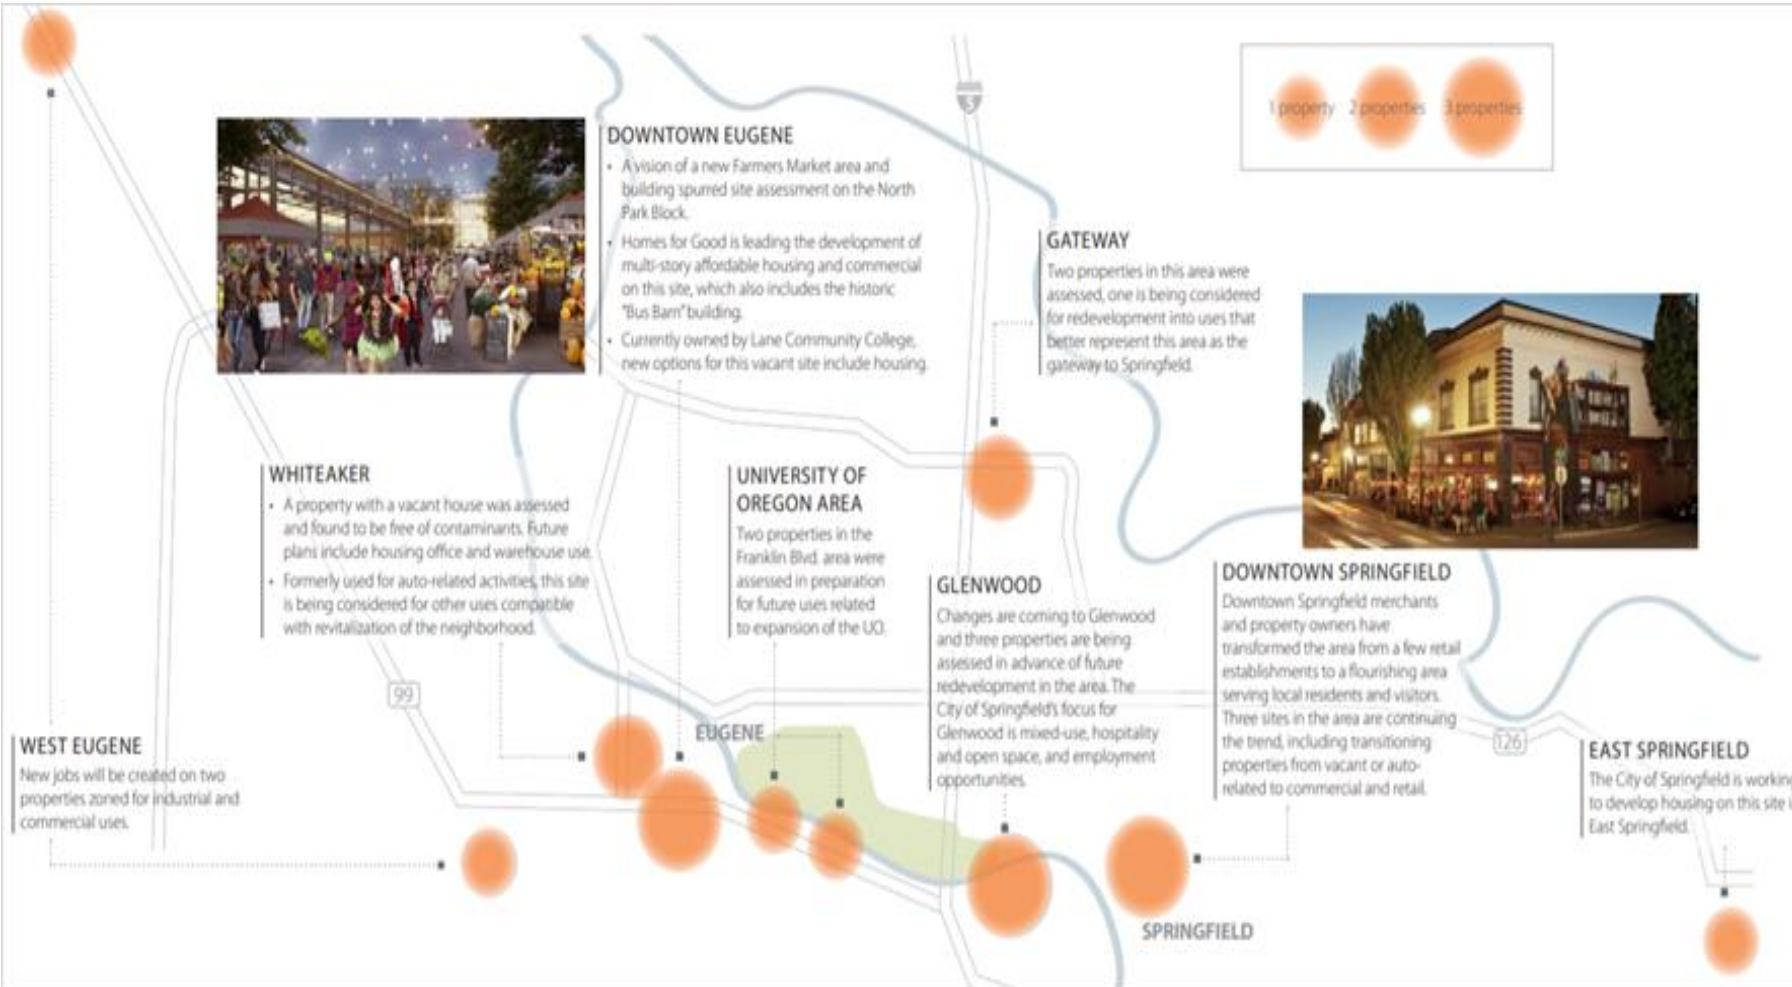 5
1 property 2 properties 3 properties
DOWNTOWN EUGENE
• A vision of a new Farmers Market area and
building spurred site assessment on the North
Park Block.
• Homes for Good is leading the development of
multi-story affordable housing and commercial
on this site, which also includes the historic
"Bus Barn" building.
• Currently owned by Lane Community College,
new options for this vacant site include housing.
GATEWAY
Two properties in this area were
assessed, one is being considered
for redevelopment into uses that
better represent this area as the
gateway to Springfield.
WHITEAKER
• A property with a vacant house was assessed
and found to be free of contaminants. Future
plans include housing office and warehouse use.
• Formerly used for auto-related activities, this site
is being considered for other uses compatible
with revitalization of the neighborhood.
UNIVERSITY OF
OREGON AREA
Two properties in the
Franklin Blvd. area were
assessed in preparation
for future uses related
to expansion of the UO.
GLENWOOD
Changes are coming to Glenwood
and three properties are being
assessed in advance of future
redevelopment in the area. The
City of Springfield's focus for
Glenwood is mixed-use, hospitality
and open space, and employment
opportunities.
DOWNTOWN SPRINGFIELD
Downtown Springfield merchants
and property owners have
transformed the area from a few retail
establishments to a flourishing area
serving local residents and visitors.
Three sites in the area are continuing
the trend, including transitioning
properties from vacant or auto-
related to commercial and retail.
99
126
EUGENE
WEST EUGENE
New jobs will be created on two
properties zoned for industrial and
commercial uses.
EAST SPRINGFIELD
The City of Springfield is working
to develop housing on this site i
East Springfield.
SPRINGFIELD